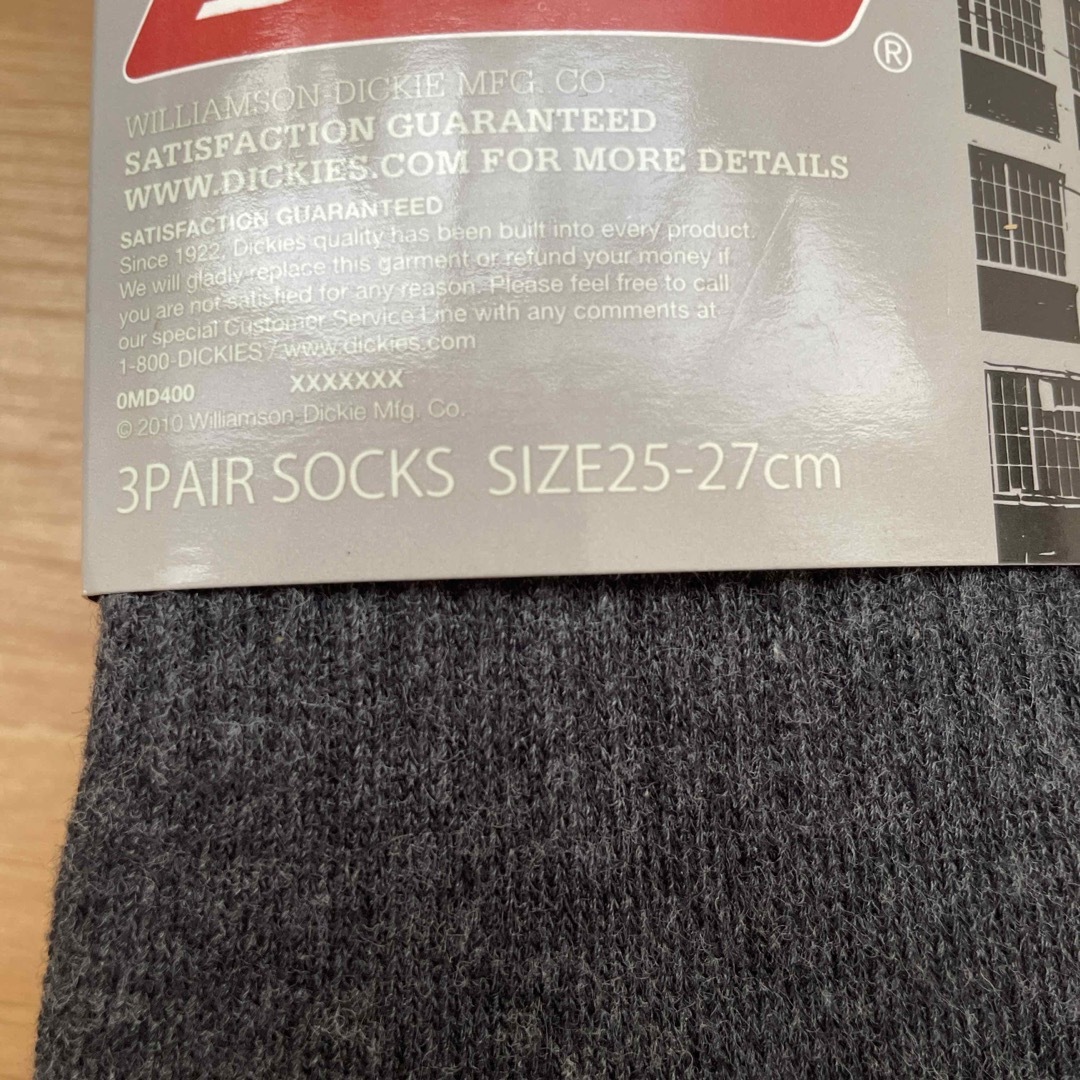 ®
WILLIAMSON-DICKIE MFG. CO.
SATISFACTION GUARANTEED
WWW.DICKIES.COM FOR MORE DETAILS
SATISFACTION GUARANTEED
Since 1922, Dickies quality has been built into every product.
We will gladly replace this garment or refund your money if
you are not satisfied for any reason. Please feel free to call
our special Customer Service Line with any comments at
1-800-DICKIES / www.dickies.com
0MD400 XXXXXXX
© 2010 Williamson-Dickie Mfg. Co.
3PAIR SOCKS SIZE25-27cm